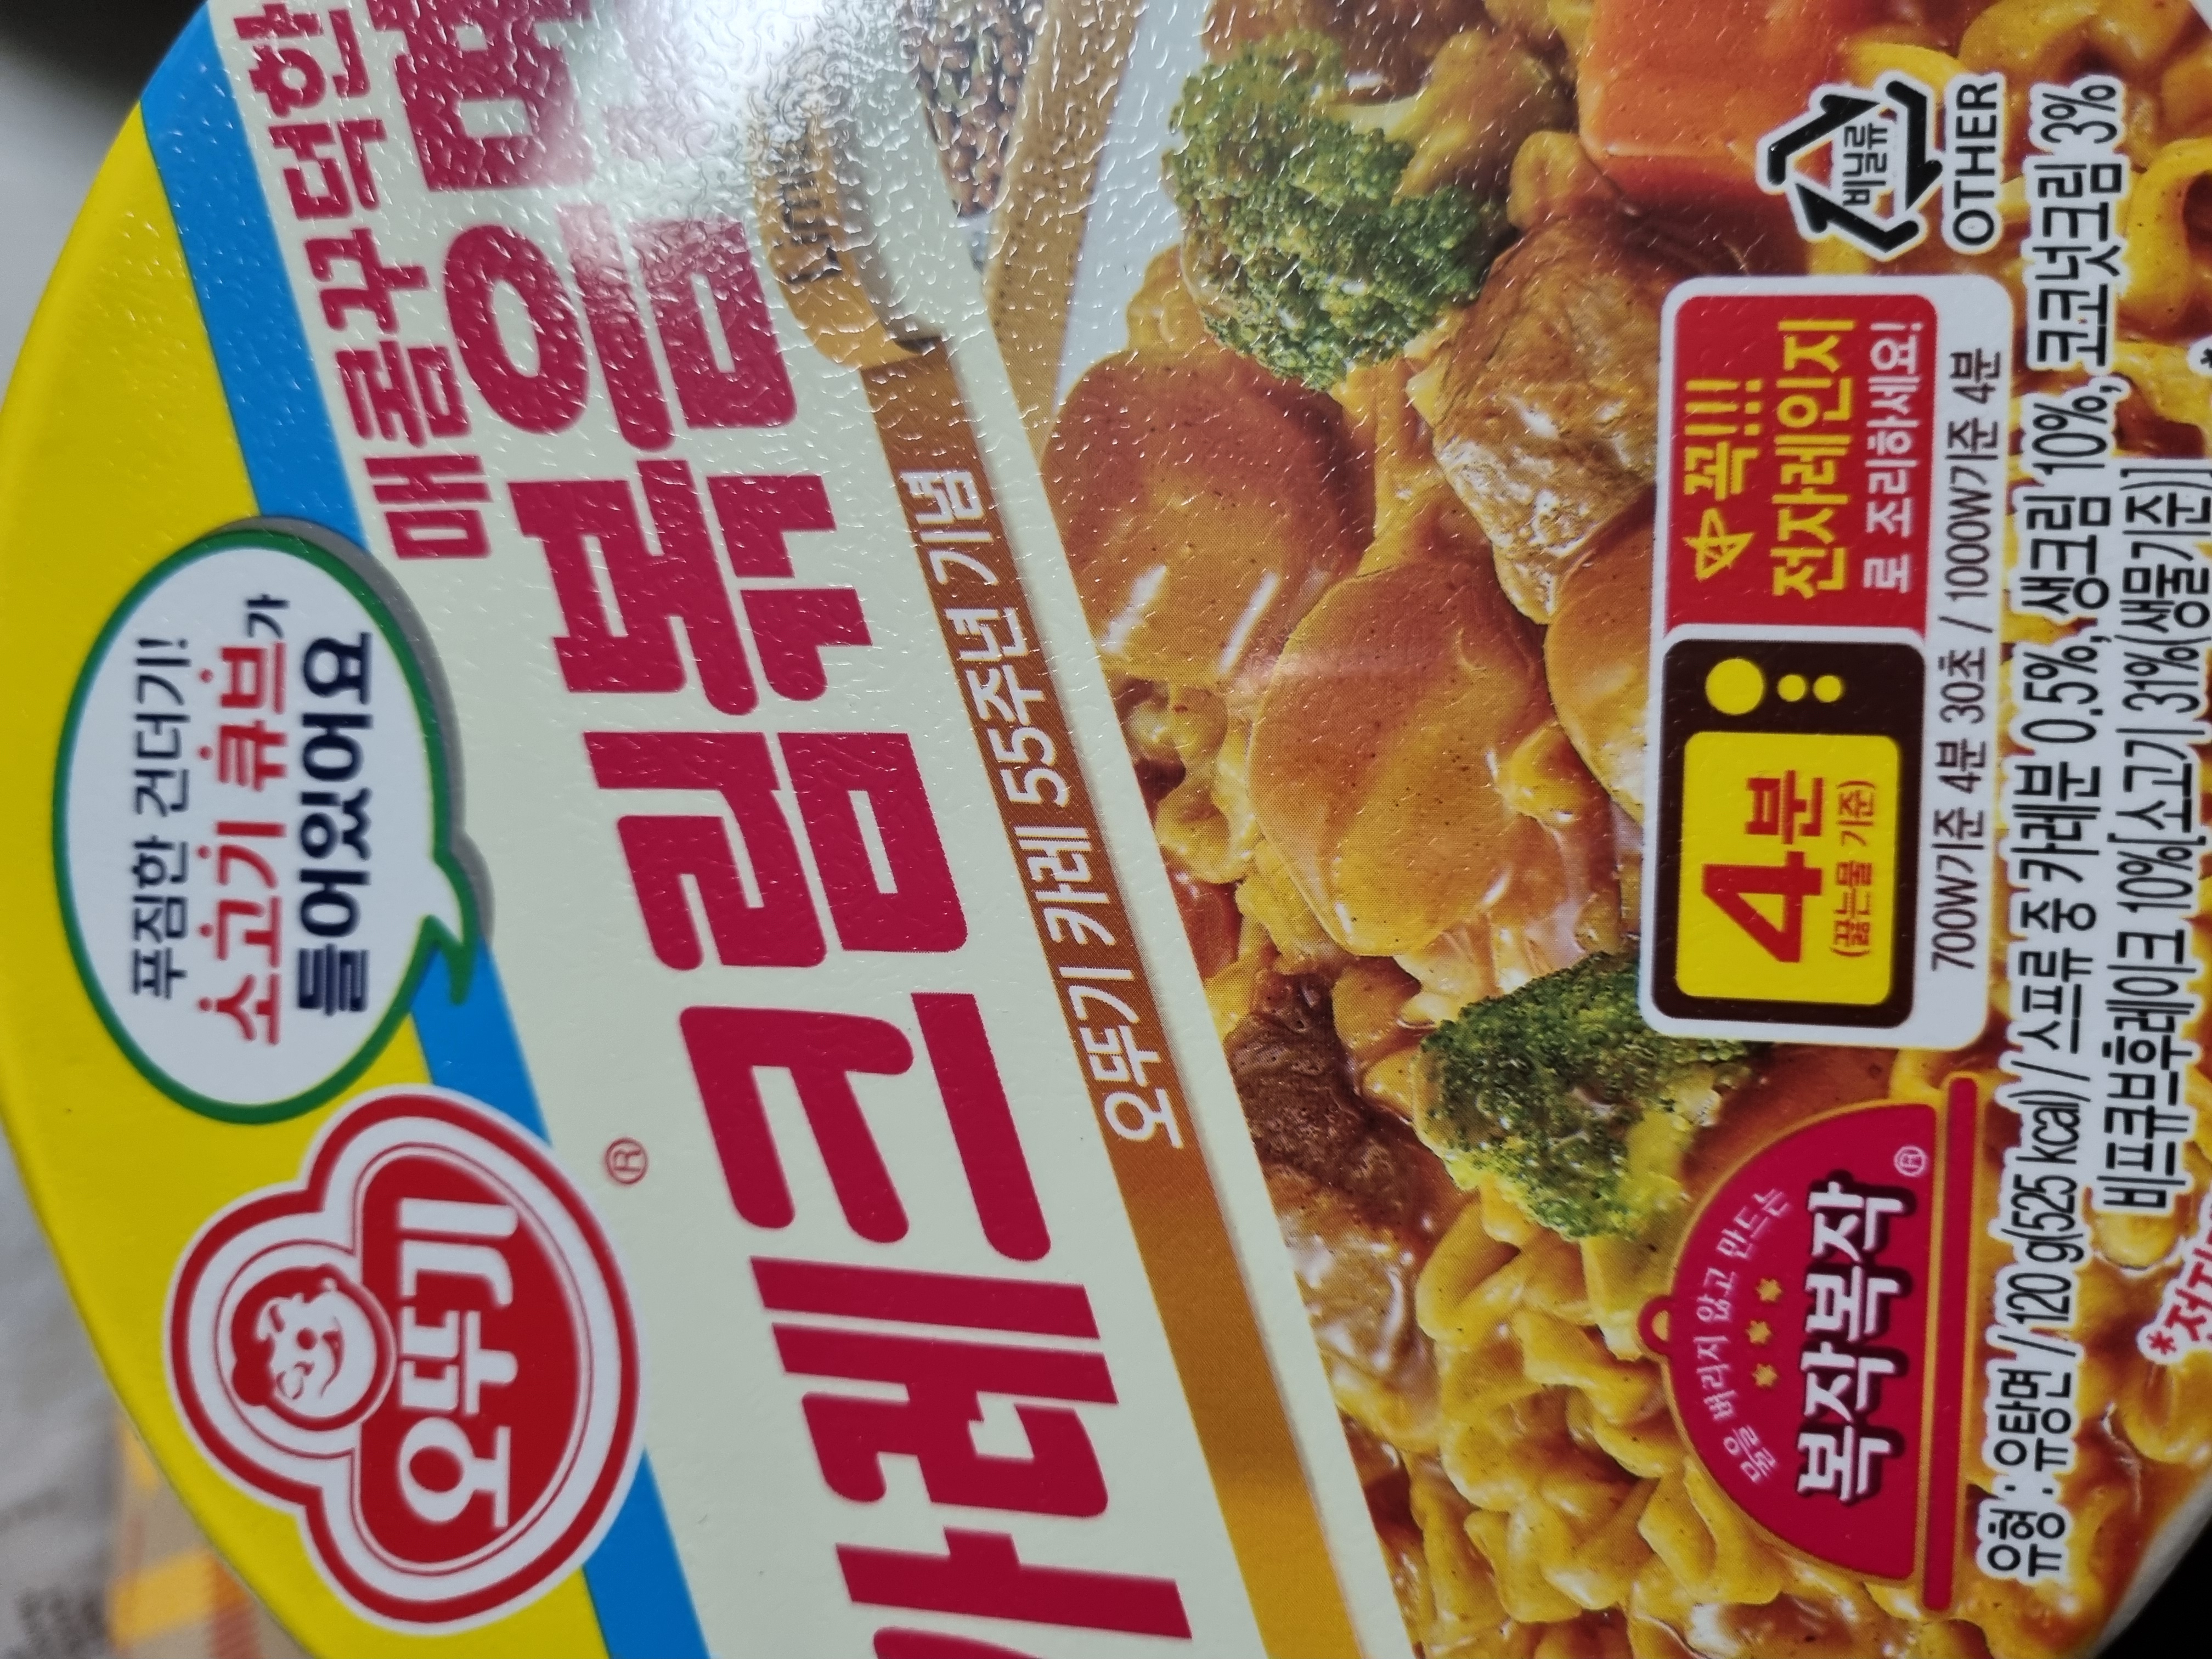 푸짐한 건더기!
소고기 큐브가
들어있어요
오뚜기
®
매콤꾸덕한
카레크림볶음면
오뚜기 카레 55주년 기념
꼭!!!
전자레인지
로 조리하세요!
4분
(끓는물 기준)
700W기준 4분 30초 / 1000W기준 4분
비닐류
OTHER
물을 버리지 않고 만드는
복작복작®
유형 : 유탕면 / 120 g(525 kcal) / 스프류 중 카레분 0.5%, 생크림 10%, 코코넛크림 3%
비프큐브후레이크 10%[소고기 31%(생물기준)]